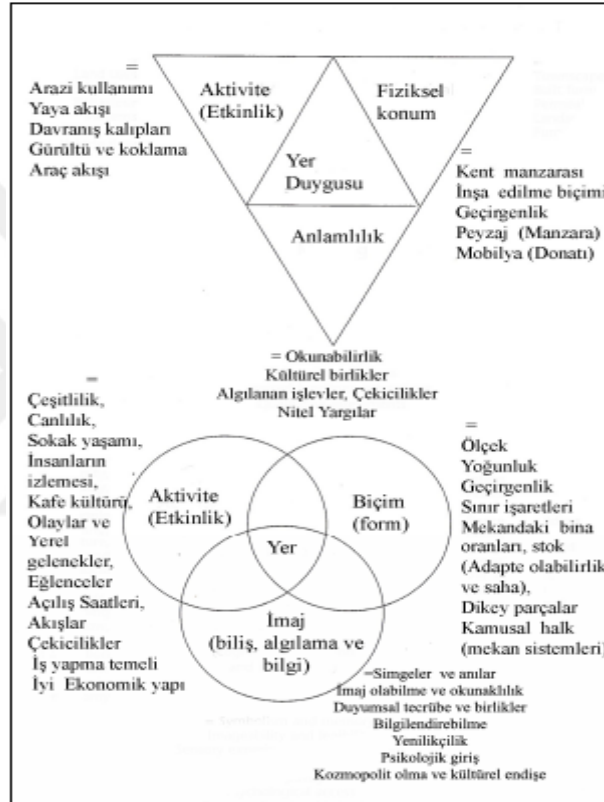 =
Arazi kullanımı
Yaya akışı
Davranış kalıpları
Gürültü ve koklama
Araç akışı
Aktivite
(Etkinlik)
Fiziksel
konum
Yer
Duygusu
Anlamlılık
=
Kent manzarası
İnşa edilme biçimi
Geçirgenlik
Peyzaj (Manzara)
Mobilya (Donatı)
= Okunabilirlik
Kültürel birlikler
Algılanan işlevler, Çekicilikler
Nitel Yargılar
=
Çeşitlilik,
Canlılık,
Sokak yaşamı,
İnsanların
izlemesi,
Kafe kültürü,
Olaylar ve
Yerel
gelenekler,
Eğlenceler
Açılış Saatleri,
Akışlar
Çekicilikler
İş yapma temeli
İyi Ekonomik yapı
Aktivite
(Etkinlik)
Biçim
(form)
Yer
İmaj
(biliş, algılama ve
bilgi)
=
Ölçek
Yoğunluk
Geçirgenlik
Sınır işaretleri
Mekandaki bina
oranları, stok
(Adapte olabilirlik
ve saha),
Dikey parçalar
Kamusal halk
(mekan sistemleri)
=Simgeler ve anılar
İmaj olabilme ve okunaklılık
Duyumsal tecrübe ve birlikler
Bilgilendirebilme
Yenilikçilik
Psikolojik giriş
Kozmopolit olma ve kültürel endişe